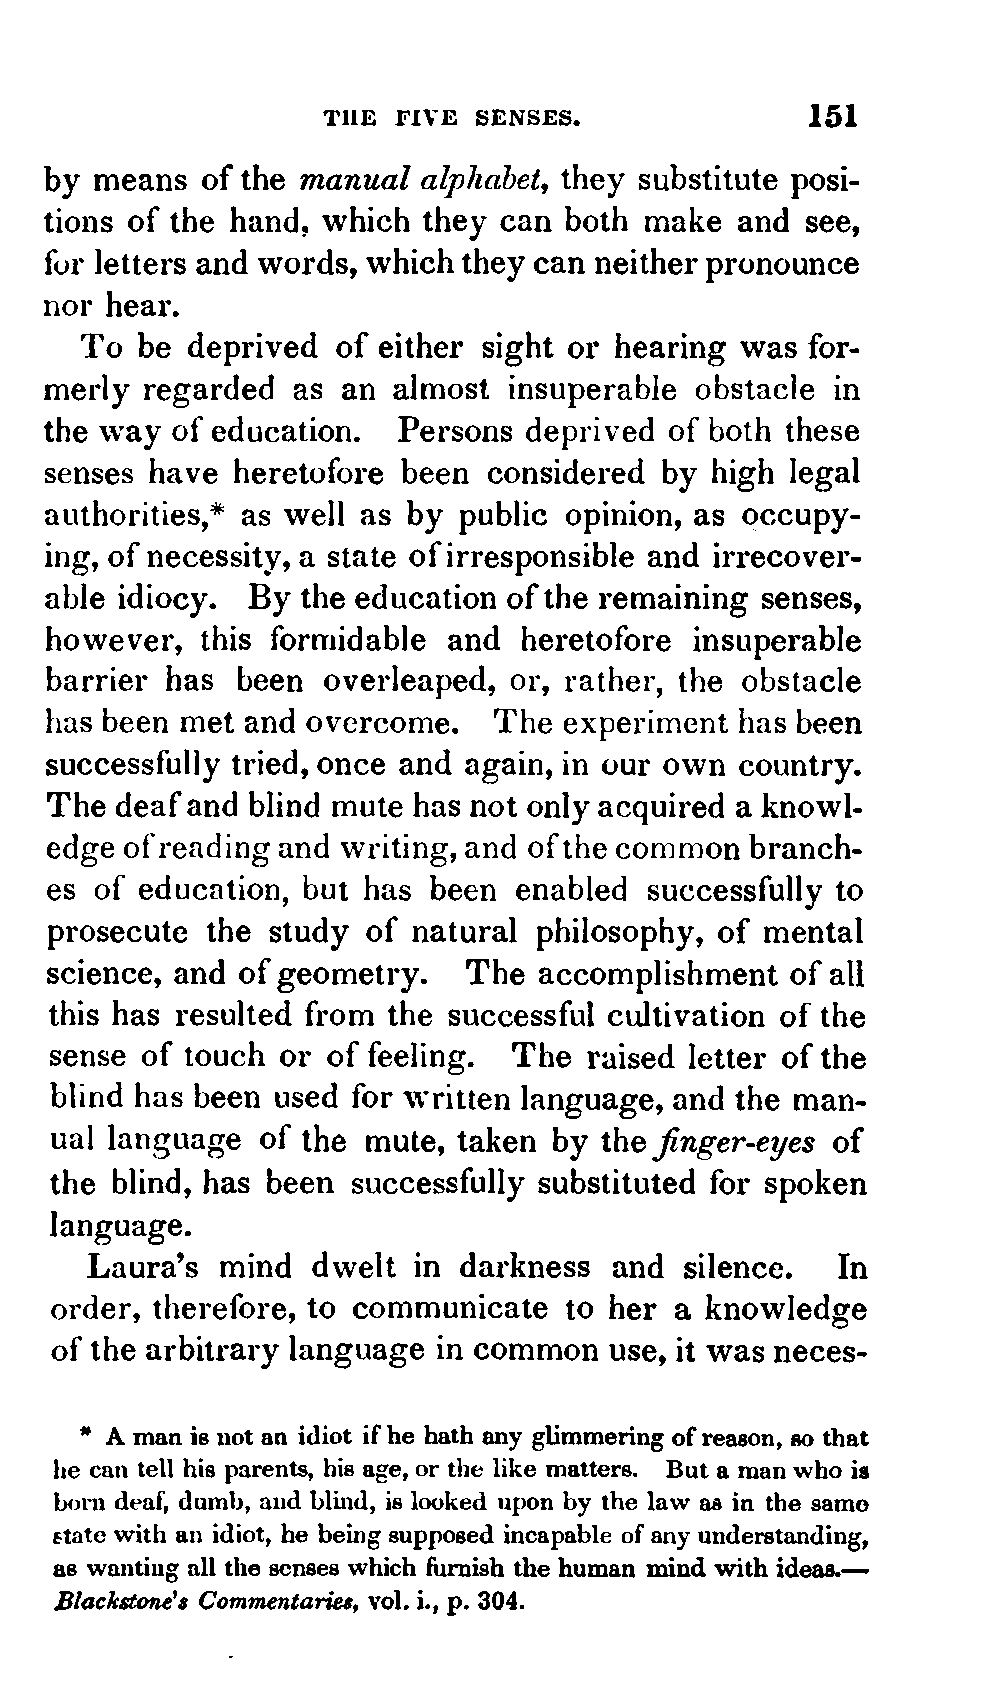 THE FIVE SENSES. 151
by means of the manual alphabet, they substitute posi-
tions of the hand, which they can both make and see,
for letters and words, which they can neither pronounce
nor hear.
To be deprived of either sight or hearing was for-
merly regarded as an almost insuperable obstacle in
the way of education. Persons deprived of both these
senses have heretofore been considered by high legal
authorities,* as well as by public opinion, as occupy-
ing, of necessity, a state of irresponsible and irrecover-
able idiocy. By the education of the remaining senses,
however, this formidable and heretofore insuperable
barrier has been overleaped, or, rather, the obstacle
has been met and overcome. The experiment has been
successfully tried, once and again, in our own country.
The deaf and blind mute has not only acquired a knowl-
edge of reading and writing, and of the common branch-
es of education, but has been enabled successfully to
prosecute the study of natural philosophy, of mental
science, and of geometry. The accomplishment of all
this has resulted from the successful cultivation of the
sense of touch or of feeling. The raised letter of the
blind has been used for written language, and the man-
ual language of the mute, taken by the finger-eyes of
the blind, has been successfully substituted for spoken
language.
Laura's mind dwelt in darkness and silence. In
order, therefore, to communicate to her a knowledge
of the arbitrary language in common use, it was neces-
* A man is not an idiot if he hath any glimmering of reason, so that
he can tell his parents, his age, or the like matters. But a man who is
born deaf, dumb, and blind, is looked upon by the law as in the same
state with an idiot, he being supposed incapable of any understanding,
as wanting all the senses which furnish the human mind with ideas.—
Blackstone's Commentaries, vol. i., p. 304.